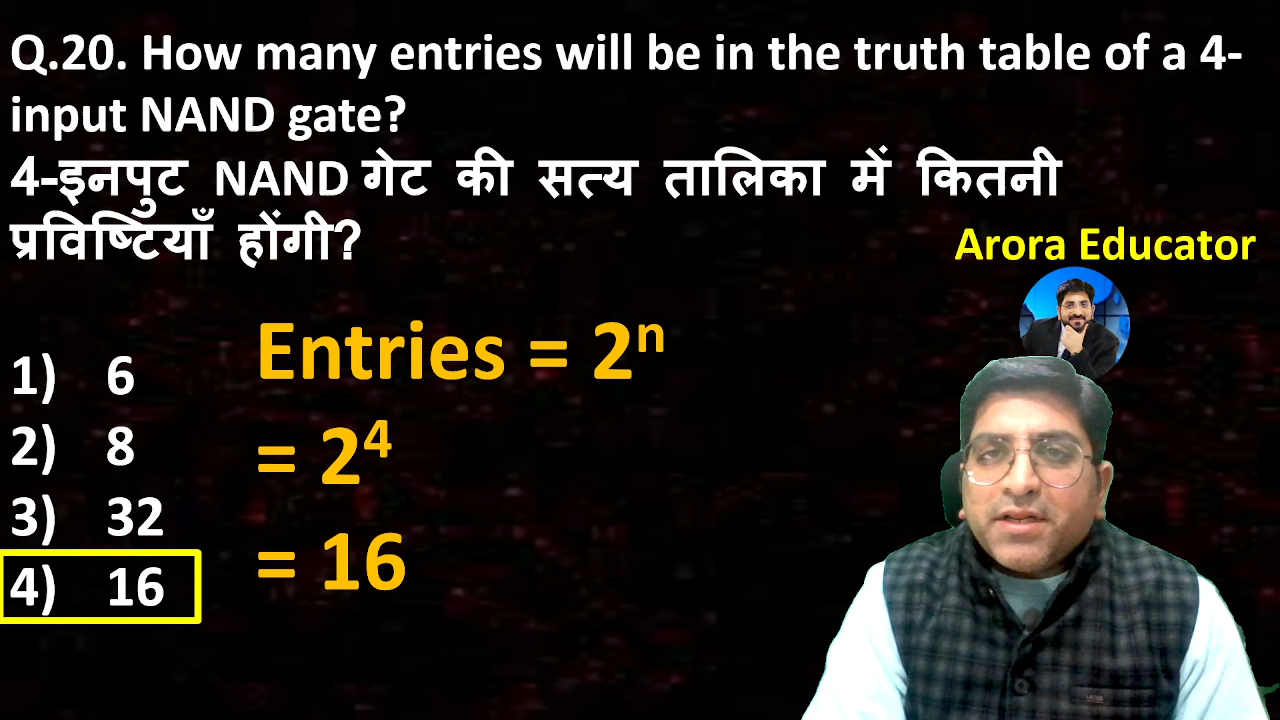 Q.20. How many entries will be in the truth table of a 4-
input NAND gate?
4-इनपुट NAND गेट की सत्य तालिका में कितनी
प्रविष्टियाँ होंगी?
Arora Educator
1) 6
2) 8
3) 32
4) 16
Entries = 2ⁿ
= 2⁴
= 16